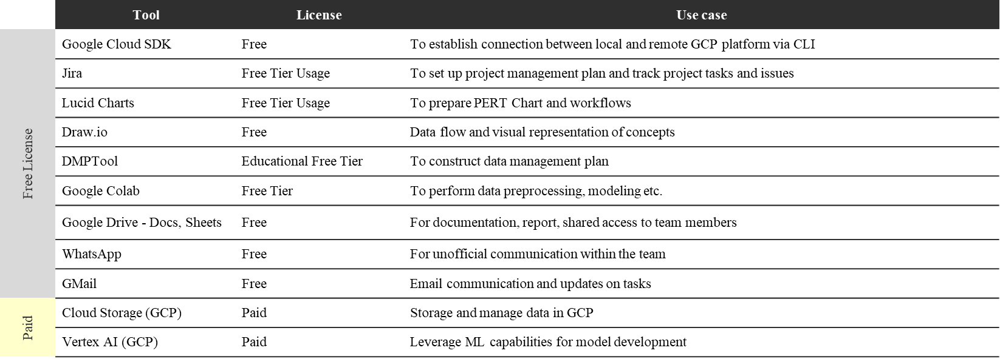 Tool License Use case
Free License
Google Cloud SDK Free To establish connection between local and remote GCP platform via CLI
Jira Free Tier Usage To set up project management plan and track project tasks and issues
Lucid Charts Free Tier Usage To prepare PERT Chart and workflows
Draw.io Free Data flow and visual representation of concepts
DMPTool Educational Free Tier To construct data management plan
Google Colab Free Tier To perform data preprocessing, modeling etc.
Google Drive - Docs, Sheets Free For documentation, report, shared access to team members
WhatsApp Free For unofficial communication within the team
GMail Free Email communication and updates on tasks
Paid
Cloud Storage (GCP) Paid Storage and manage data in GCP
Vertex AI (GCP) Paid Leverage ML capabilities for model development